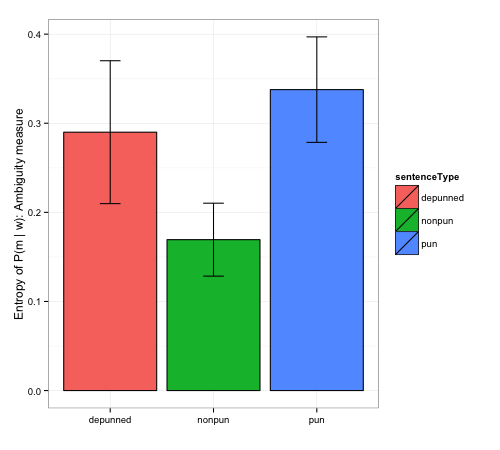 Entropy of P(m | w): Ambiguity measure
0.4
0.3
0.2
0.1
0.0
depunned
nonpun
pun
sentenceType
depunned
nonpun
pun